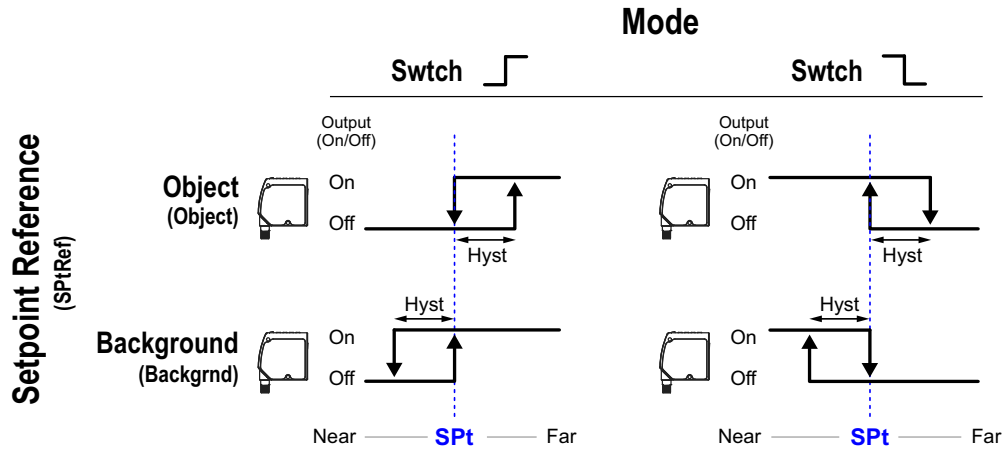 Mode
Swtch
Swtch
Output
(On/Off)
Output
(On/Off)
Setpoint Reference
(SPtRef)
Object
(Object)
On
Off
Hyst
On
Off
Hyst
Background
(Backgrnd)
Hyst
On
Off
Hyst
On
Off
Near SPt Far
Near SPt Far